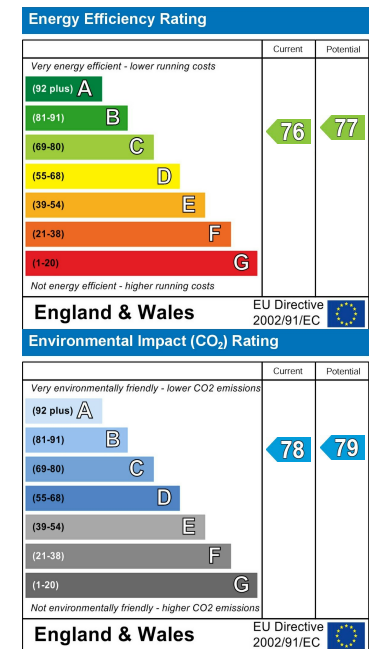 Energy Efficiency Rating
Current Potential
Very energy efficient - lower running costs
(92 plus) A
(81-91) B
(69-80) C
(55-68) D
(39-54) E
(21-38) F
(1-20) G
76 77
Not energy efficient - higher running costs
England & Wales
EU Directive
2002/91/EC
Environmental Impact (CO₂) Rating
Current Potential
Very environmentally friendly - lower CO2 emissions
(92 plus) A
(81-91) B
(69-80) C
(55-68) D
(39-54) E
(21-38) F
(1-20) G
78 79
Not environmentally friendly - higher CO2 emissions
England & Wales
EU Directive
2002/91/EC